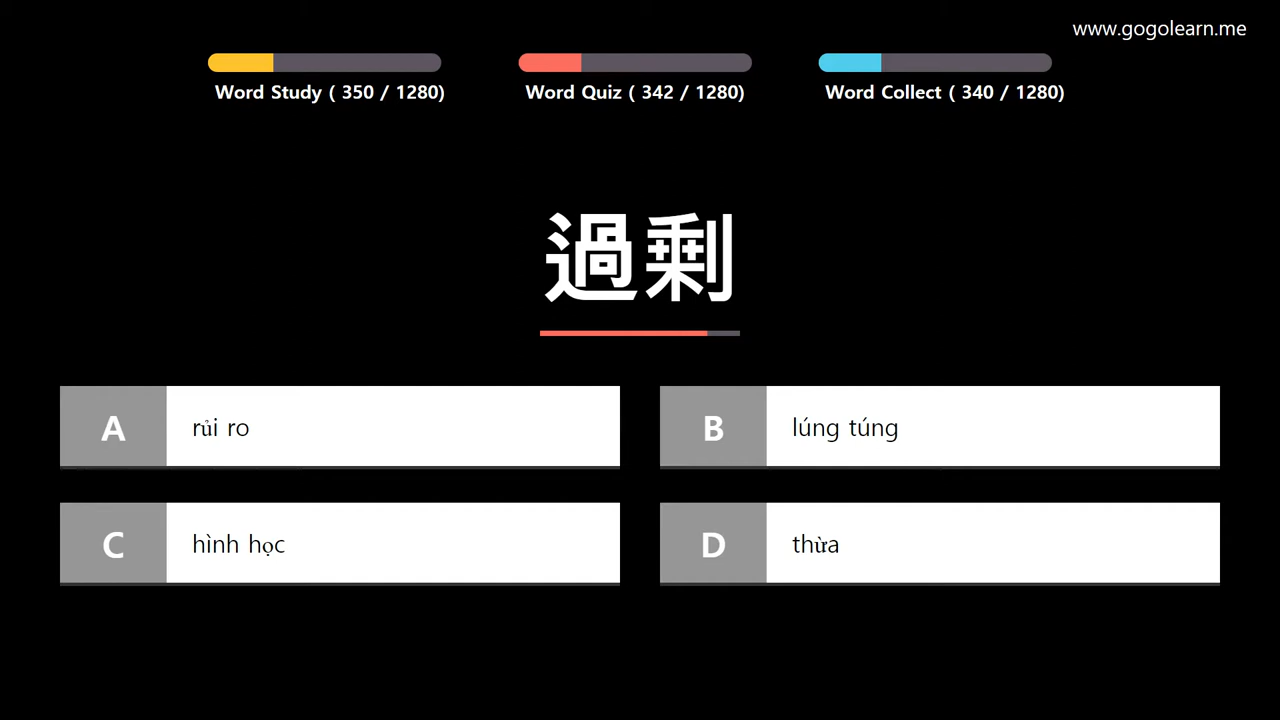 www.gogolearn.me
Word Study ( 350 / 1280)
Word Quiz ( 342 / 1280)
Word Collect ( 340 / 1280)
過剰
A rủi ro
B lúng túng
C hình học
D thừa